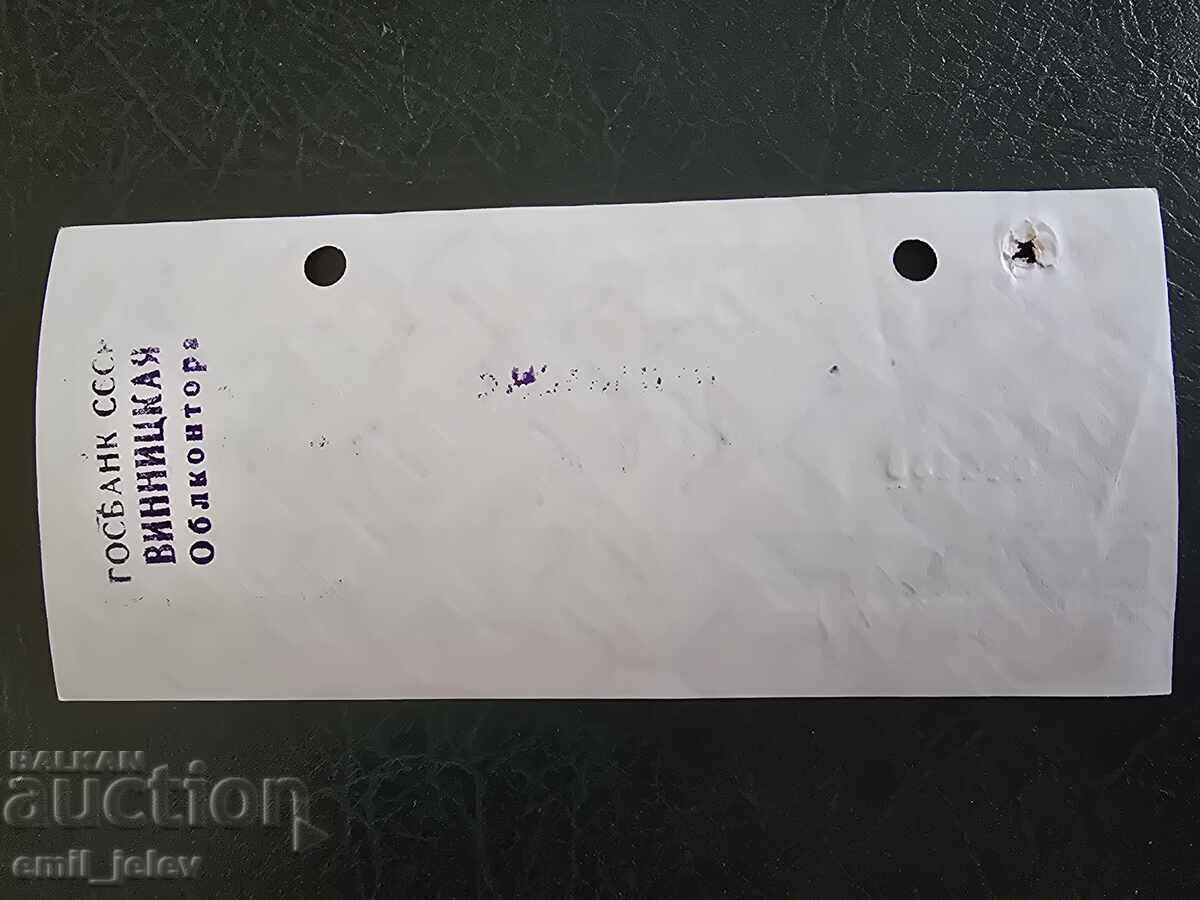 ГОСБАНК СССР
ВИННИЦКАЯ
Облконтора
BALKAN
auction
emil_jelev